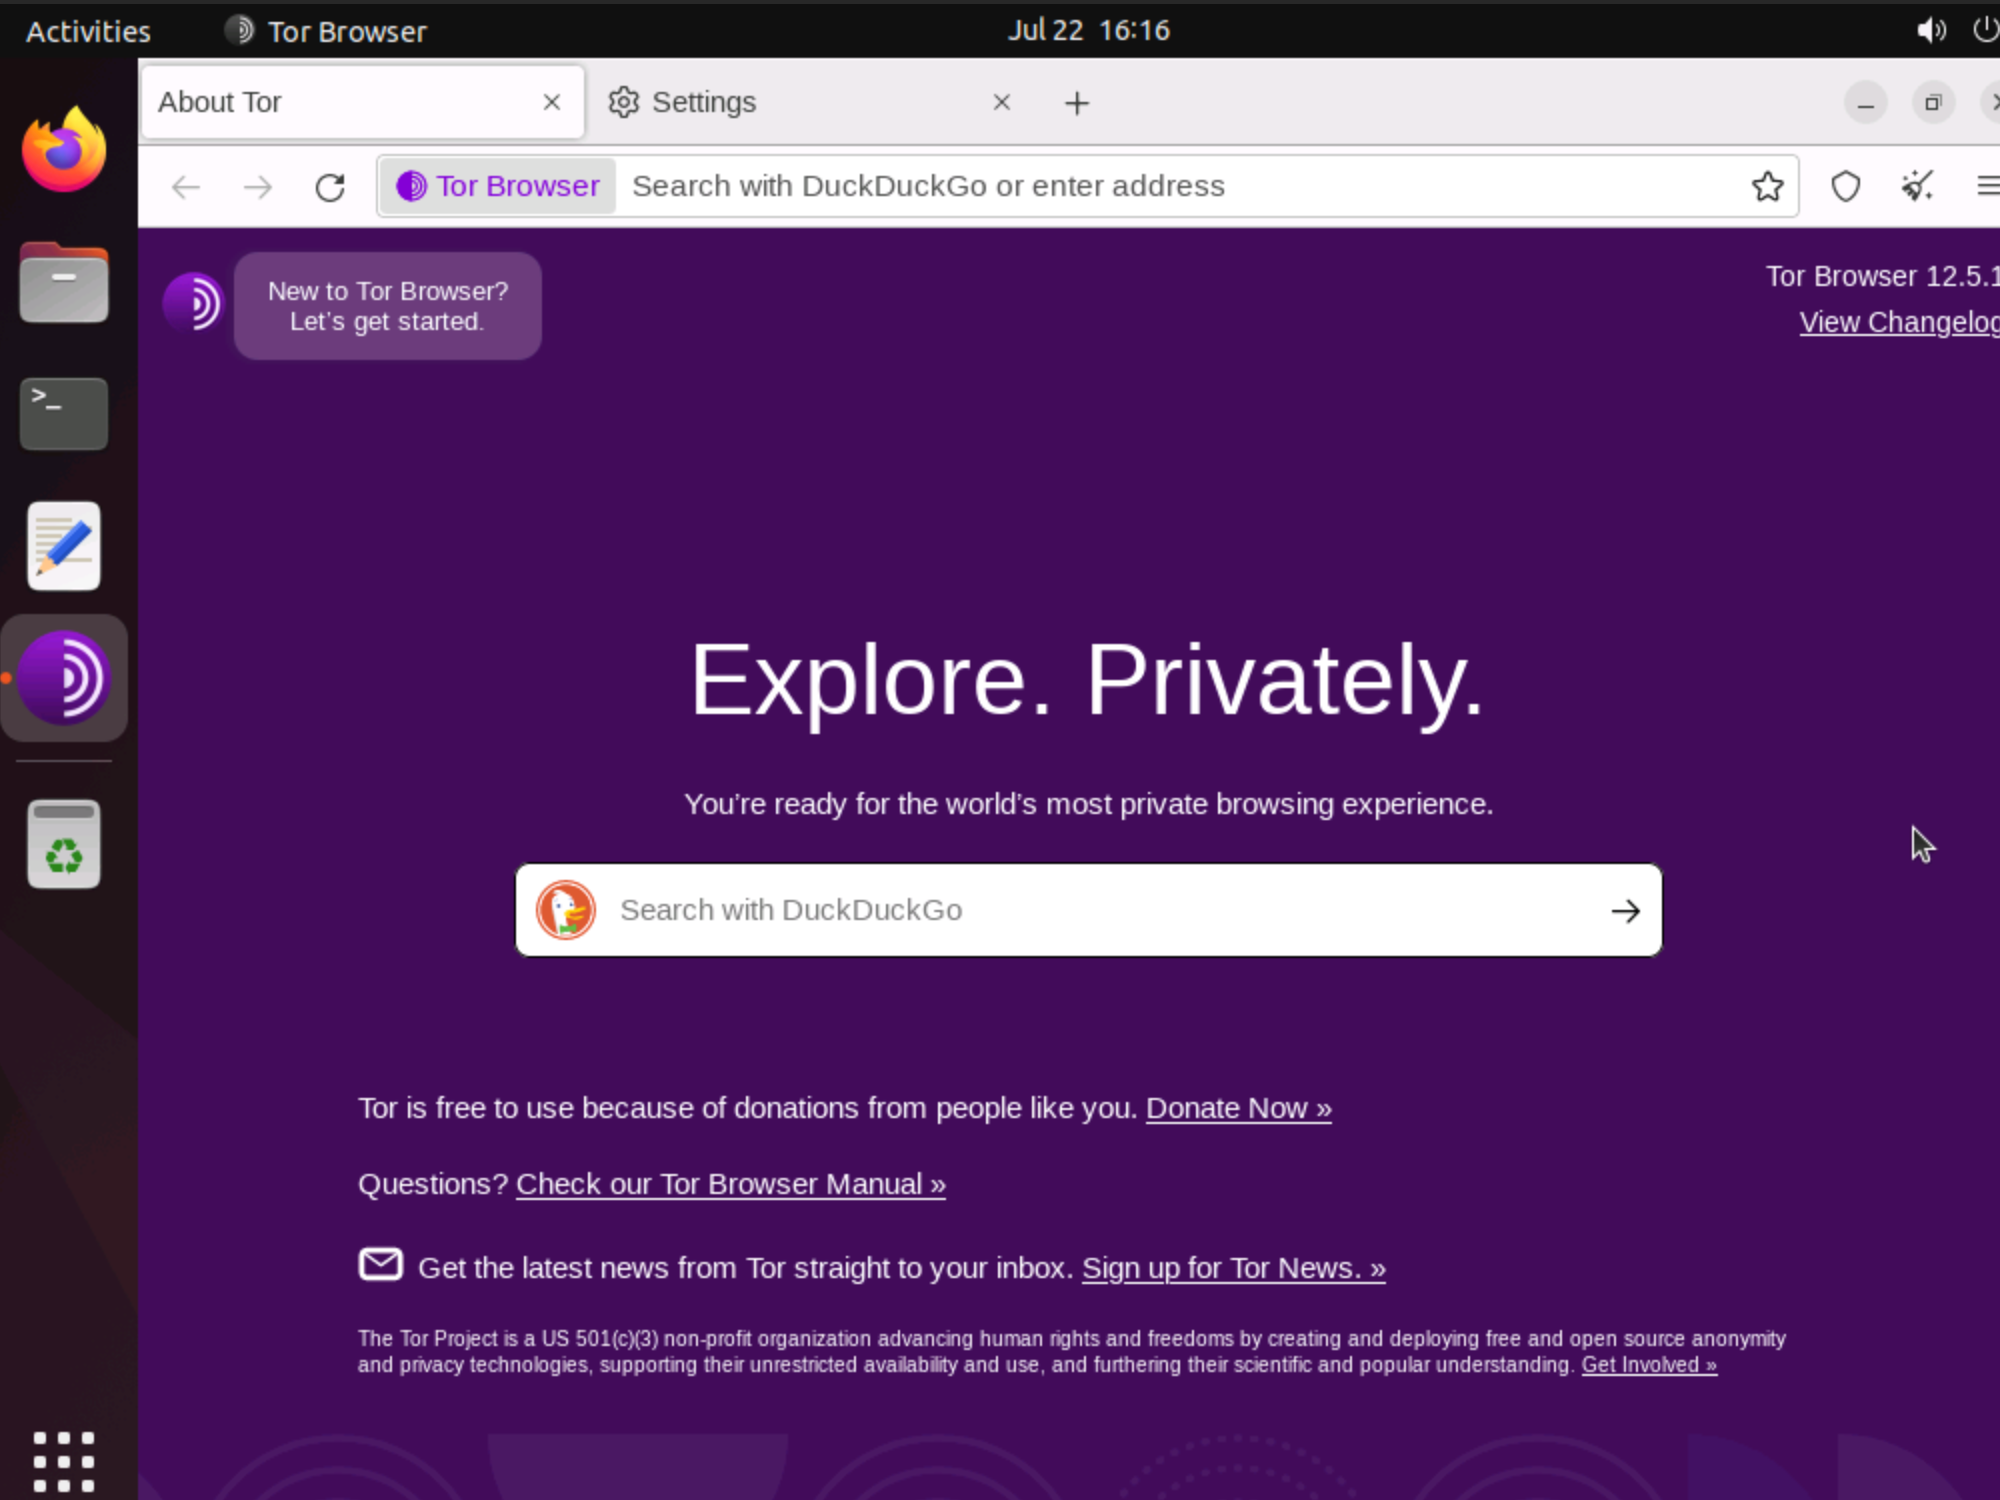 Activities Tor Browser Jul 22 16:16
About Tor Settings
Tor Browser Search with DuckDuckGo or enter address
New to Tor Browser?
Let's get started.
Tor Browser 12.5.1
View Changelog
>_
Explore. Privately.
You’re ready for the world’s most private browsing experience.
Search with DuckDuckGo
Tor is free to use because of donations from people like you. Donate Now »
Questions? Check our Tor Browser Manual »
Get the latest news from Tor straight to your inbox. Sign up for Tor News. »
The Tor Project is a US 501(c)(3) non-profit organization advancing human rights and freedoms by creating and deploying free and open source anonymity
and privacy technologies, supporting their unrestricted availability and use, and furthering their scientific and popular understanding. Get Involved »